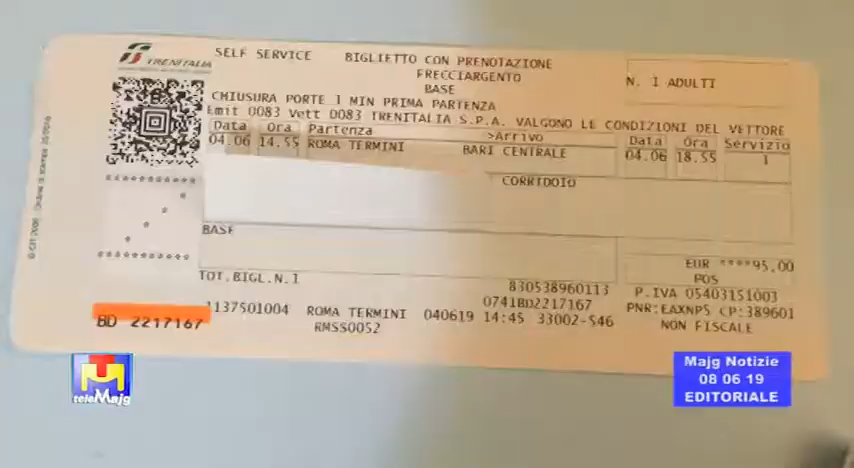 TRENITALIA
SELF SERVICE
BIGLIETTO CON PRENOTAZIONE
FRECCIARGENTO
BASE
N. 1 ADULTI
CHIUSURA PORTE 1 MIN PRIMA PARTENZA
Emit 0083 Vett 0083 TRENITALIA S.P.A. VALGONO LE CONDIZIONI DEL VETTORE
Data Ora Partenza >Arrivo Data Ora Servizio
04.06 14.55 ROMA TERMINI BARI CENTRALE 04.06 18.55 1
CORRIDOIO
BASE
EUR ****95,00
TOT.BIGL.N.1 830538960113 POS
0741BD2217167 P.IVA 05403151003
1137501004 ROMA TERMINI 040619 14:45 33002-546 PNR:EAXNP5 CP:389601
BD 2217167 RMSS0052 NON FISCALE
teleMajg
Majg Notizie
08 06 19
EDITORIALE